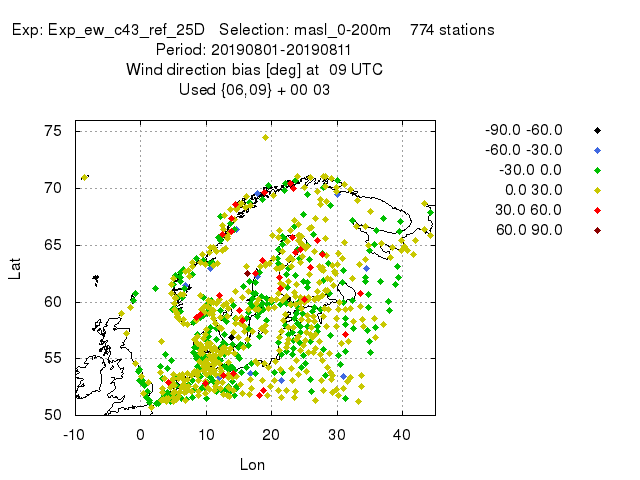 Exp: Exp_ew_c43_ref_25D   Selection: masl_0-200m    774 stations
Period: 20190801-20190811
Wind direction bias [deg] at  09 UTC
Used {06,09} + 00 03
-90.0 -60.0
-60.0 -30.0
-30.0 0.0
0.0 30.0
30.0 60.0
60.0 90.0
75
70
65
60
55
50
Lat
-10 0 10 20 30 40
Lon